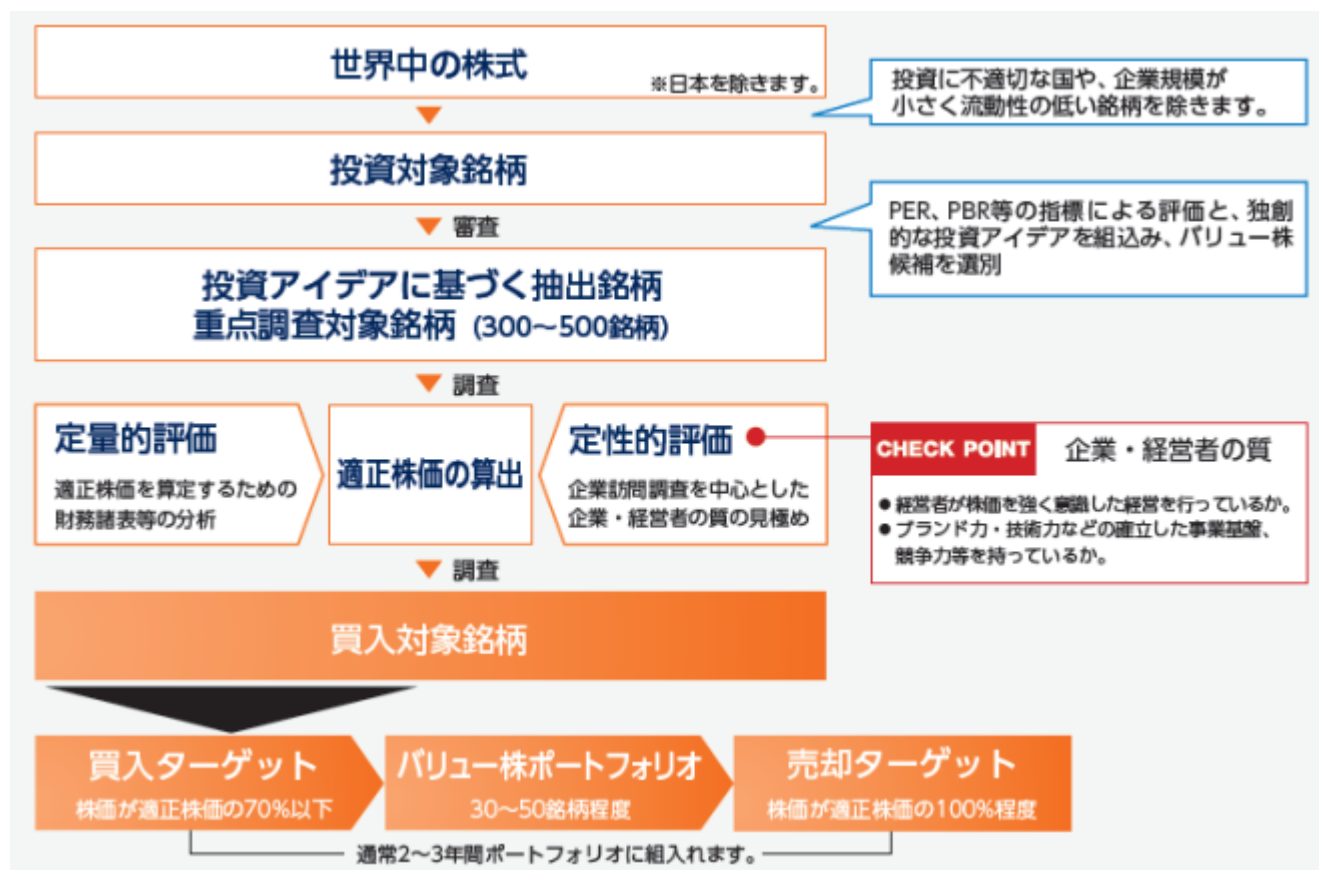 世界中の株式
※日本を除きます。
投資に不適切な国や、企業規模が
小さく流動性の低い銘柄を除きます。
投資対象銘柄
審査
PER、PBR等の指標による評価と、独創
的な投資アイデアを組込み、バリュー株
候補を選別
投資アイデアに基づく抽出銘柄
重点調査対象銘柄（300～500銘柄）
調査
定量的評価
適正株価を算定するための
財務諸表等の分析
適正株価の算出
定性的評価
企業訪問調査を中心とした
企業・経営者の質の見極め
CHECK POINT
企業・経営者の質
●経営者が株価を強く意識した経営を行っているか。
●ブランド力・技術力などの確立した事業基盤、
競争力等を持っているか。
調査
買入対象銘柄
買入ターゲット
株価が適正株価の70%以下
バリュー株ポートフォリオ
30～50銘柄程度
売却ターゲット
株価が適正株価の100%程度
通常2～3年間ポートフォリオに組入れます。